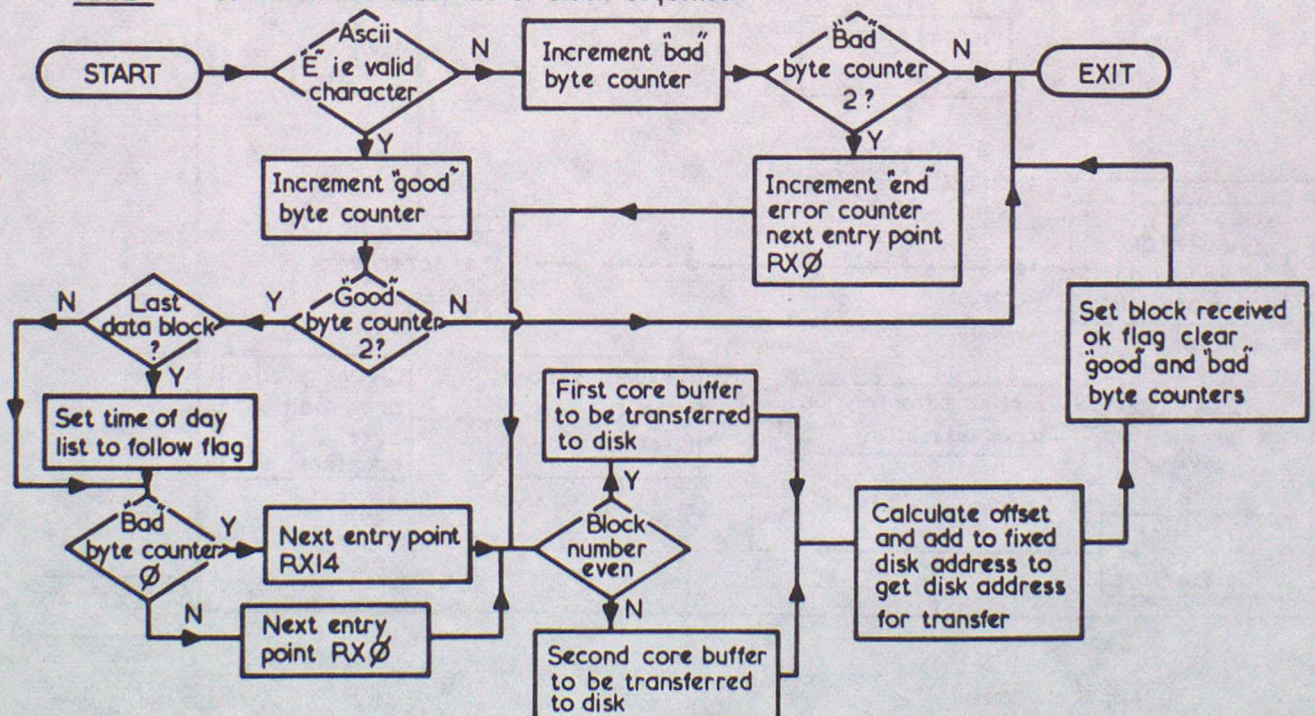 START
Ascii
"E" ie valid
character
N
Increment "bad"
byte counter
"Bad"
byte counter
2?
N
EXIT
Y
Y
Increment "good"
byte counter
Increment "end"
error counter
next entry point
RXØ
N
Last
data block
?
Y
"Good"
byte counter
2?
N
Set block received
ok flag clear
"good" and "bad"
byte counters
Y
Set time of day
list to follow flag
First core buffer
to be transferred
to disk
Y
"Bad"
byte counter
Ø
Y
Next entry point
RX14
Block
number
even
Calculate offset
and add to fixed
disk address to
get disk address
for transfer
N
Next entry
point RXØ
N
Second core buffer
to be transferred
to disk